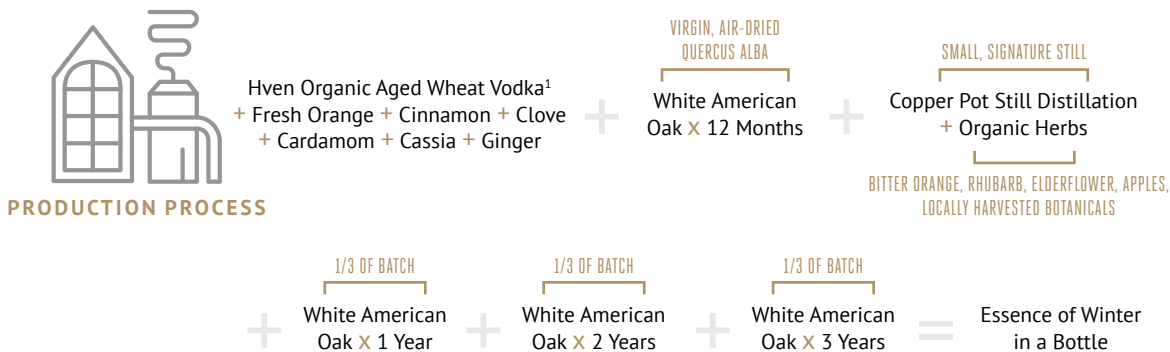 PRODUCTION PROCESS
Hven Organic Aged Wheat Vodka¹
+ Fresh Orange + Cinnamon + Clove
+ Cardamom + Cassia + Ginger
+
VIRGIN, AIR-DRIED
QUERCUS ALBA
White American
Oak x 12 Months
+
SMALL, SIGNATURE STILL
Copper Pot Still Distillation
+ Organic Herbs
BITTER ORANGE, RHUBARB, ELDERFLOWER, APPLES,
LOCALLY HARVESTED BOTANICALS
+
1/3 OF BATCH
White American
Oak x 1 Year
+
1/3 OF BATCH
White American
Oak x 2 Years
+
1/3 OF BATCH
White American
Oak x 3 Years
=
Essence of Winter
in a Bottle